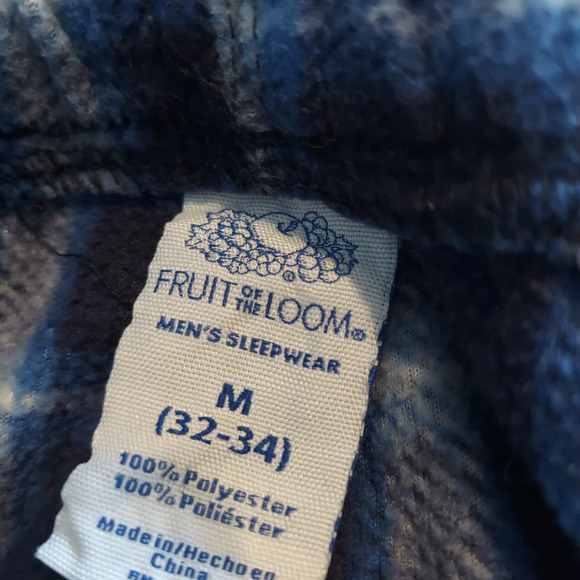 FRUIT OF THE LOOM®
MEN'S SLEEPWEAR
M
(32-34)
100% Polyester
100% Poliéster
Made in/Hecho en
China